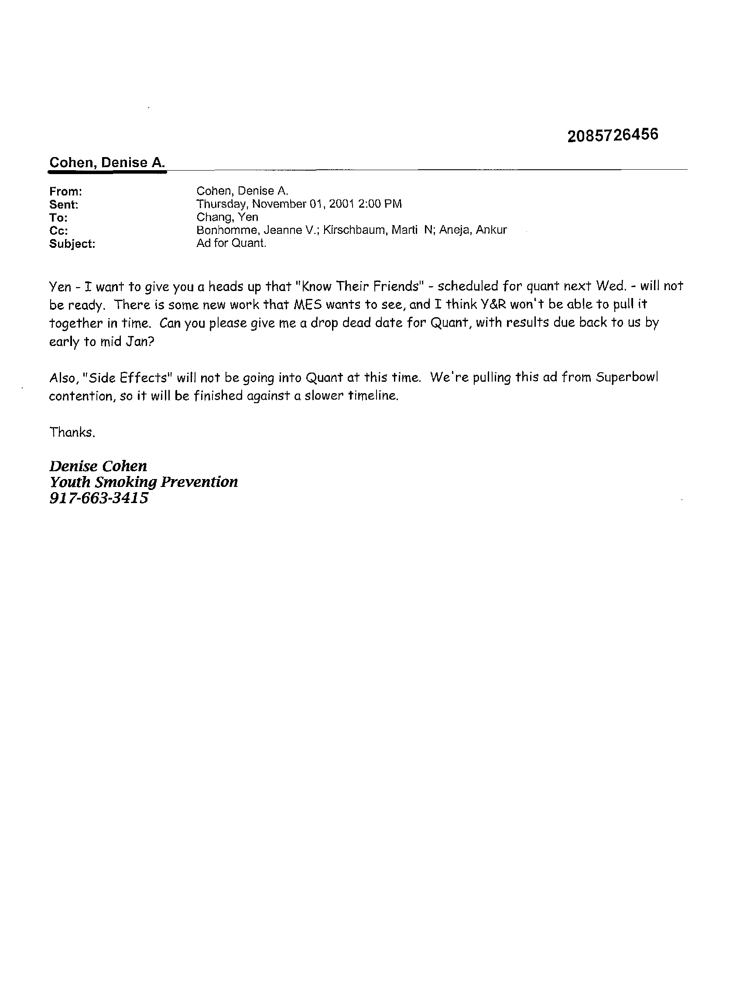 2085726456
Cohen, Denise A.
From: Cohen, Denise A.
Sent: Thursday, November 01, 2001 2:00 PM
To: Chang, Yen
Cc: Bonhomme, Jeanne V.; Kirschbaum, Marti N; Aneja, Ankur
Subject: Ad for Quant.
Yen - I want to give you a heads up that "Know Their Friends" - scheduled for quant next Wed. - will not
be ready. There is some new work that MES wants to see, and I think Y&R won't be able to pull it
together in time. Can you please give me a drop dead date for Quant, with results due back to us by
early to mid Jan?
Also, "Side Effects" will not be going into Quant at this time. We're pulling this ad from Superbowl
contention, so it will be finished against a slower timeline.
Thanks.
Denise Cohen
Youth Smoking Prevention
917-663-3415